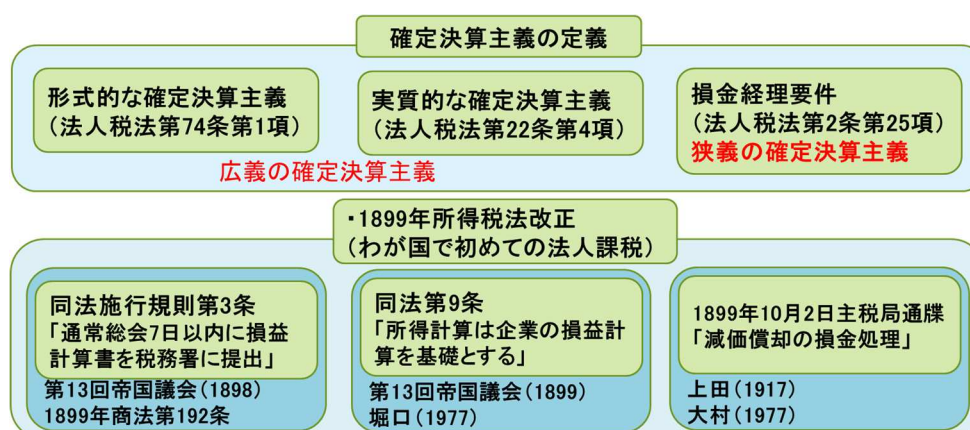 確定決算主義の定義
形式的な確定決算主義
(法人税法第74条第1項)
実質的な確定決算主義
(法人税法第22条第4項)
損金経理要件
(法人税法第2条第25項)
狭義の確定決算主義
広義の確定決算主義
・1899年所得税法改正
(わが国で初めての法人課税)
同法施行規則第3条
「通常総会7日以内に損益
計算書を税務署に提出」
第13回帝国議会(1898)
1899年商法第192条
同法第9条
「所得計算は企業の損益計
算を基礎とする」
第13回帝国議会(1899)
堀口(1977)
1899年10月2日主税局通牒
「減価償却の損金処理」
上田(1917)
大村(1977)